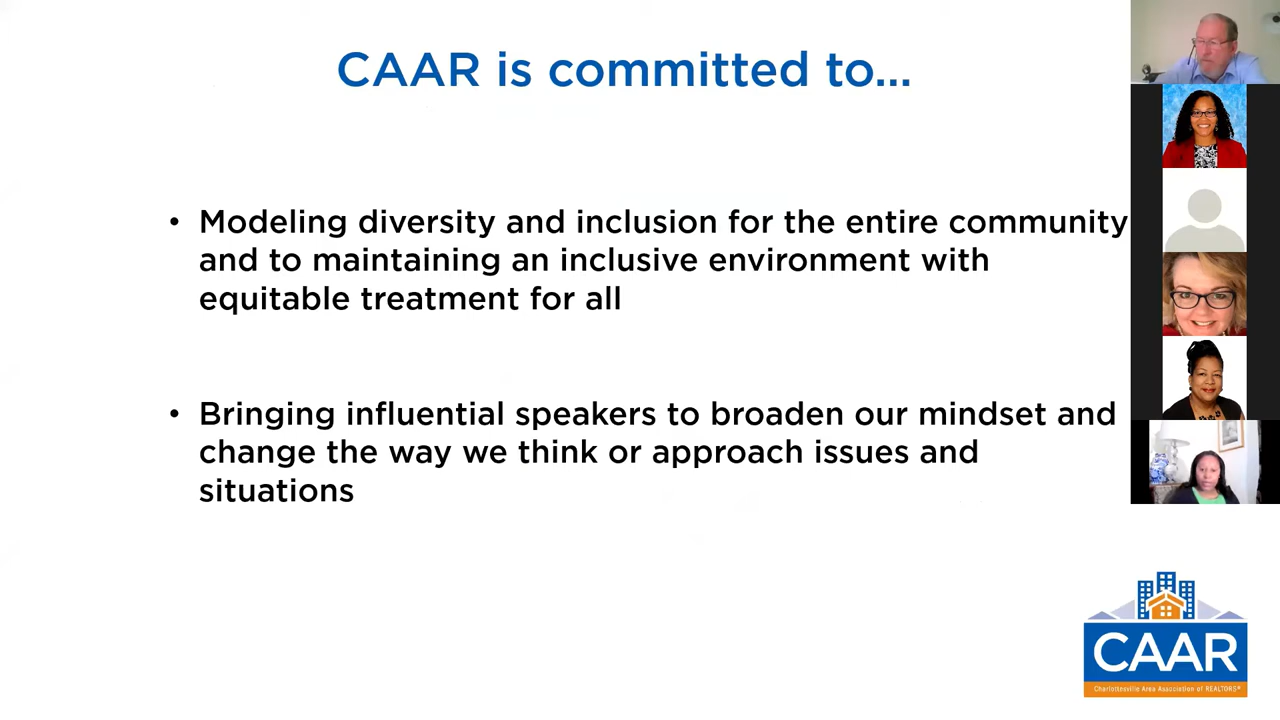 CAAR is committed to...
• Modeling diversity and inclusion for the entire community
and to maintaining an inclusive environment with
equitable treatment for all
• Bringing influential speakers to broaden our mindset and
change the way we think or approach issues and
situations
CAAR
Charlottesville Area Association of REALTORS®